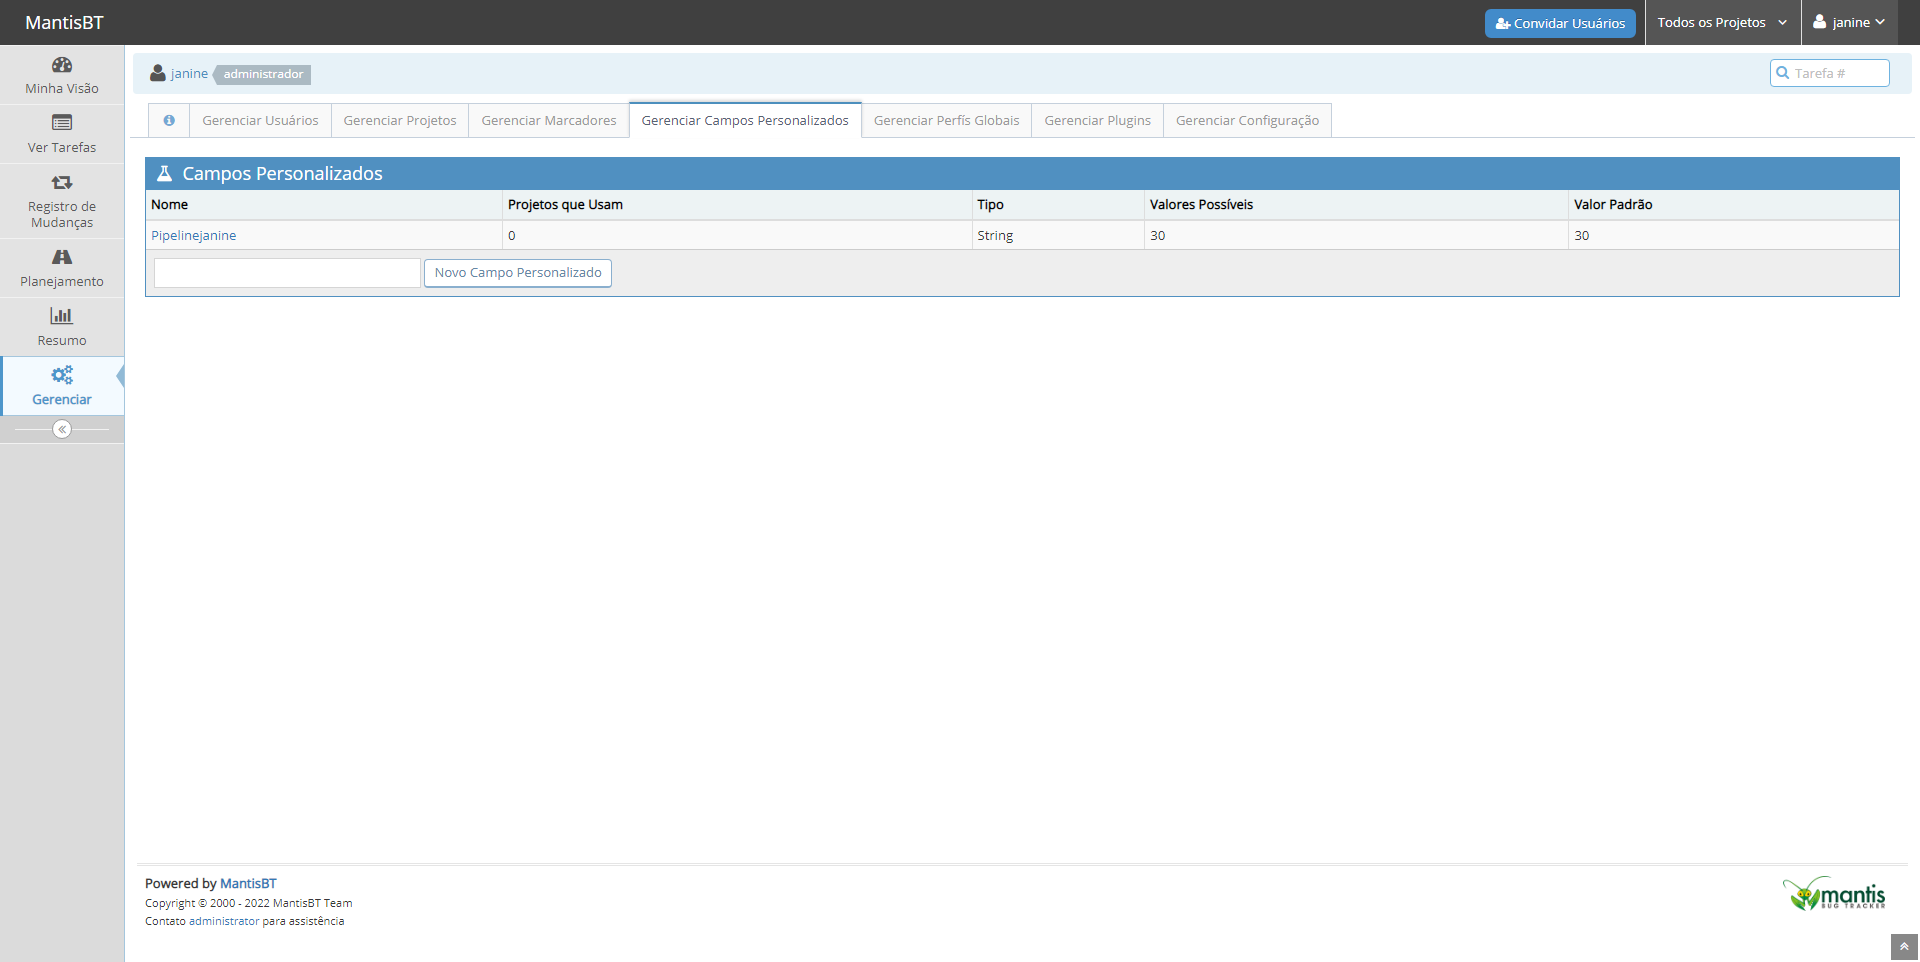 MantisBT
Convidar Usuários
Todos os Projetos
janine
Minha Visão
Ver Tarefas
Registro de
Mudanças
Planejamento
Resumo
Gerenciar
janine administrador
Tarefa #
Gerenciar Usuários
Gerenciar Projetos
Gerenciar Marcadores
Gerenciar Campos Personalizados
Gerenciar Perfís Globais
Gerenciar Plugins
Gerenciar Configuração
Campos Personalizados
Nome Projetos que Usam Tipo Valores Possíveis Valor Padrão
Pipelinejanine 0 String 30 30
Novo Campo Personalizado
Powered by MantisBT
Copyright © 2000 - 2022 MantisBT Team
Contato administrator para assistência
mantis
BUG TRACKER